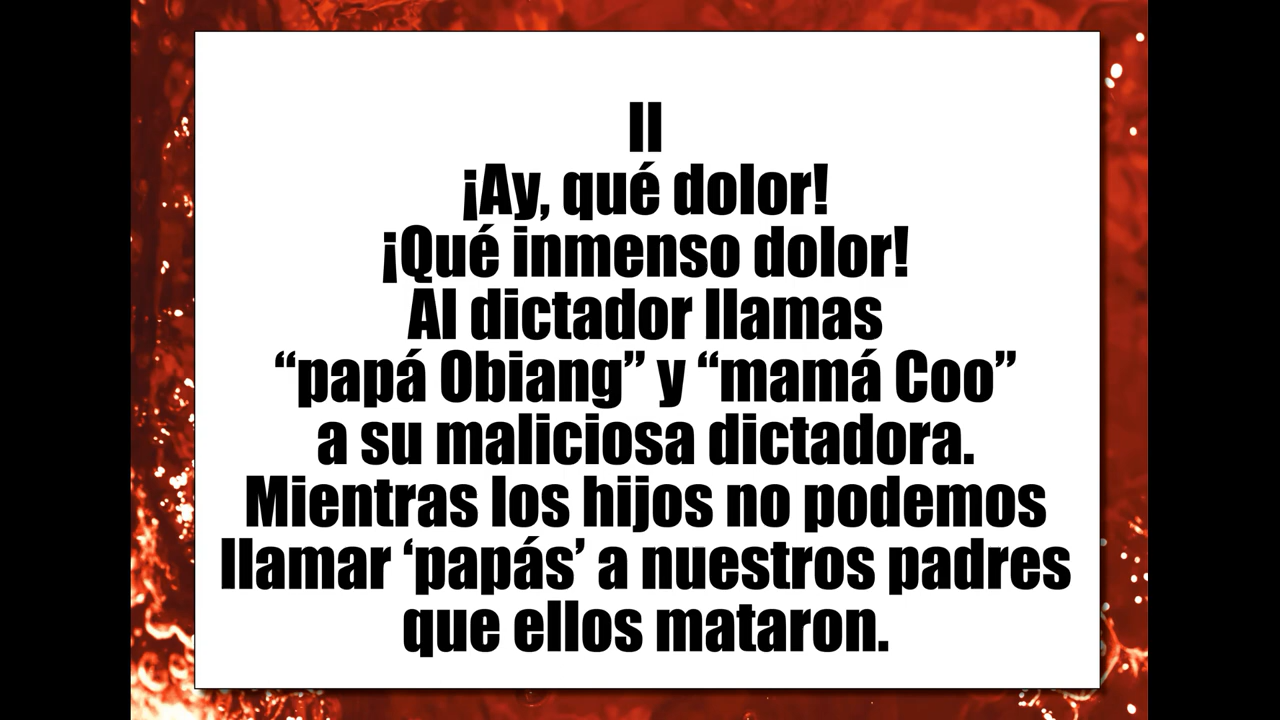 II
¡Ay, qué dolor!
¡Qué inmenso dolor!
Al dictador llamas
“papá Obiang” y “mamá Coo”
a su maliciosa dictadora.
Mientras los hijos no podemos
llamar ‘papás’ a nuestros padres
que ellos mataron.